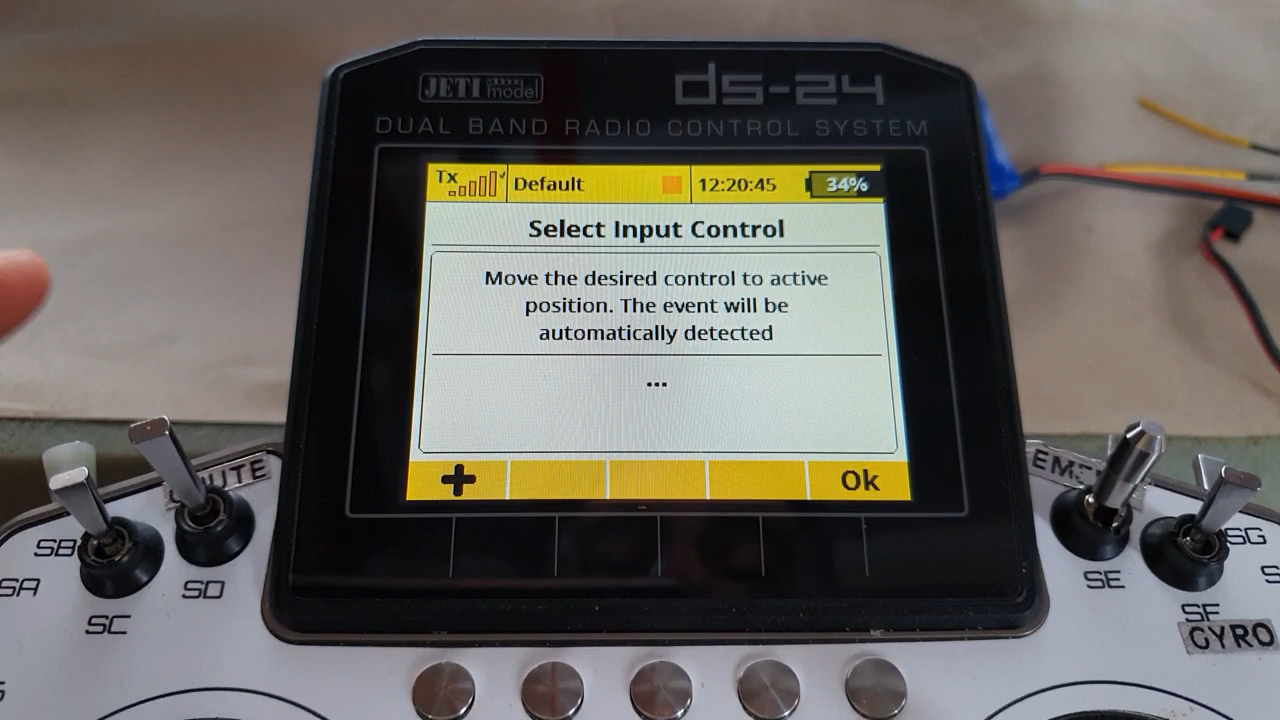 JETI model
ds-24
DUAL BAND RADIO CONTROL SYSTEM
Tx Default 12:20:45 34%
Select Input Control
Move the desired control to active
position. The event will be
automatically detected
...
+ Ok
SB
SA
SC
SD
SE
SG
SF
GYRO